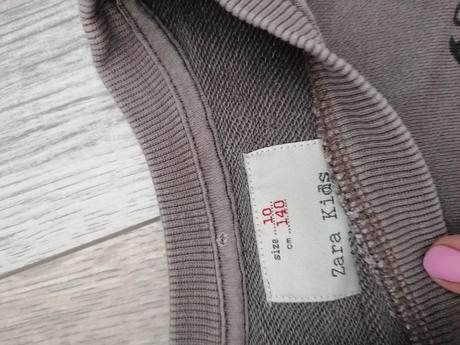 size ..... 10
cm ......... 140
Zara Kids